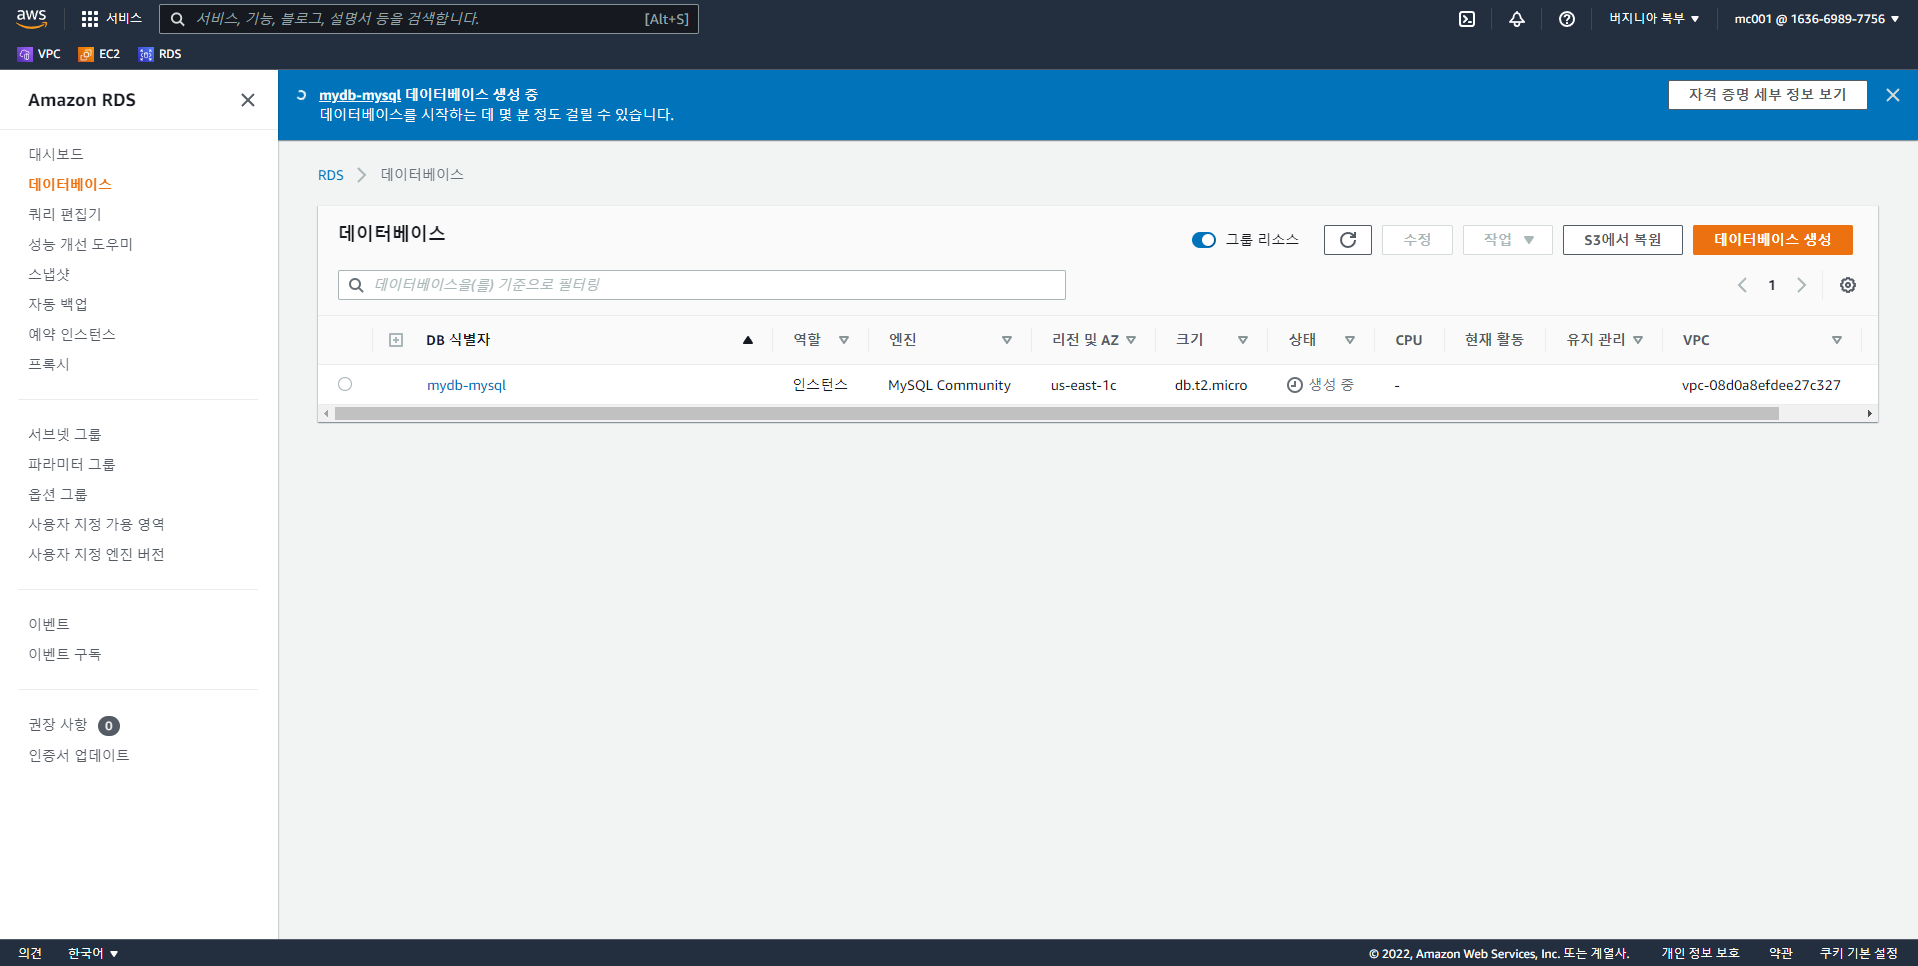 aws
서비스
서비스, 기능, 블로그, 설명서 등을 검색합니다.
[Alt+S]
버지니아 북부 ▼
mc001 @ 1636-6989-7756 ▼
VPC
EC2
RDS
Amazon RDS
대시보드
데이터베이스
쿼리 편집기
성능 개선 도우미
스냅샷
자동 백업
예약 인스턴스
프록시
서브넷 그룹
파라미터 그룹
옵션 그룹
사용자 지정 가용 영역
사용자 지정 엔진 버전
이벤트
이벤트 구독
권장 사항 0
인증서 업데이트
mydb-mysql 데이터베이스 생성 중
데이터베이스를 시작하는 데 몇 분 정도 걸릴 수 있습니다.
자격 증명 세부 정보 보기
RDS > 데이터베이스
데이터베이스
그룹 리소스
수정
작업 ▼
S3에서 복원
데이터베이스 생성
데이터베이스을(를) 기준으로 필터링
1
DB 식별자 역할 엔진 리전 및 AZ 크기 상태 CPU 현재 활동 유지 관리 VPC
mydb-mysql 인스턴스 MySQL Community us-east-1c db.t2.micro 생성 중 - vpc-08d0a8efdee27c327
의견
한국어 ▼
© 2022, Amazon Web Services, Inc. 또는 계열사.
개인 정보 보호
약관
쿠키 기본 설정